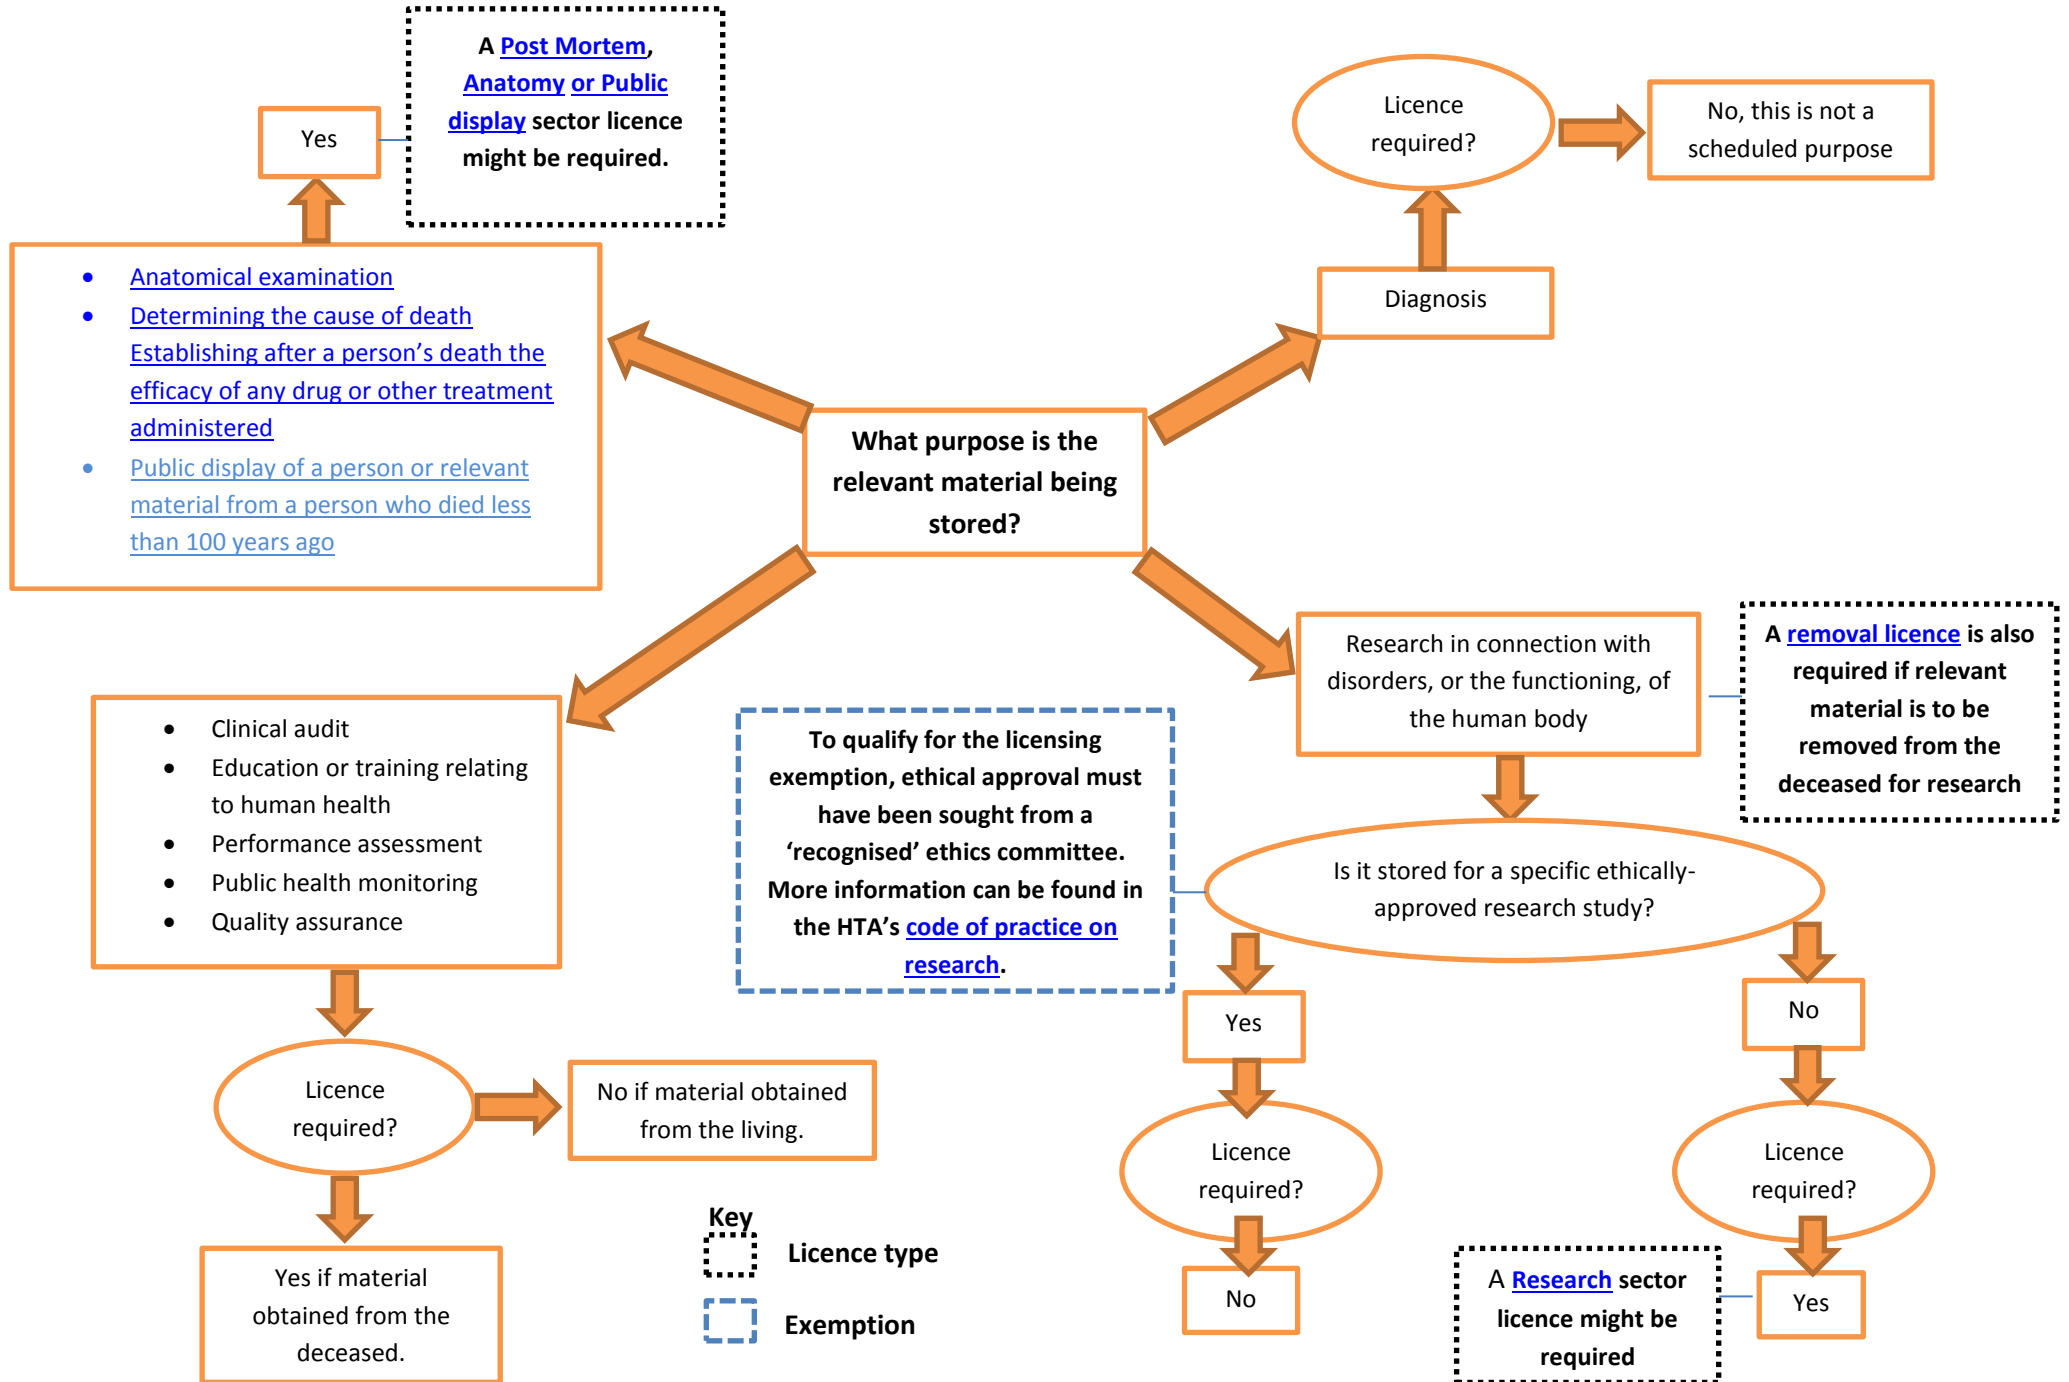 A Post Mortem,
Anatomy or Public
display sector licence
might be required.
Yes
• Anatomical examination
• Determining the cause of death
Establishing after a person’s death the
efficacy of any drug or other treatment
administered
• Public display of a person or relevant
material from a person who died less
than 100 years ago
Licence
required?
No, this is not a
scheduled purpose
Diagnosis
What purpose is the
relevant material being
stored?
Research in connection with
disorders, or the functioning, of
the human body
A removal licence is also
required if relevant
material is to be
removed from the
deceased for research
• Clinical audit
• Education or training relating
to human health
• Performance assessment
• Public health monitoring
• Quality assurance
To qualify for the licensing
exemption, ethical approval must
have been sought from a
‘recognised’ ethics committee.
More information can be found in
the HTA’s code of practice on
research.
Is it stored for a specific ethically-
approved research study?
Yes
No
Licence
required?
No if material obtained
from the living.
Licence
required?
Licence
required?
Yes if material
obtained from the
deceased.
Key
Licence type
Exemption
No
A Research sector
licence might be
required
Yes